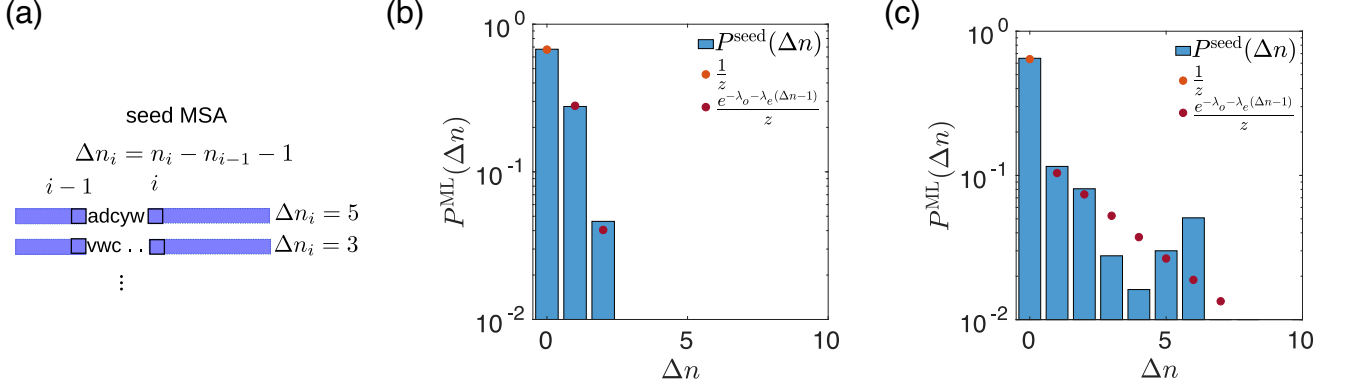 (a)
seed MSA
Δn_i = n_i − n_{i−1} − 1
i − 1
i
adcyw
Δn_i = 5
vwc . .
Δn_i = 3
⋮
(b)
P^ML(Δn)
10^0
10^-1
10^-2
P^seed(Δn)
1/z
e^{−λ_o−λ_e(Δn−1)}/z
0
5
10
Δn
(c)
P^ML(Δn)
10^0
10^-1
10^-2
P^seed(Δn)
1/z
e^{−λ_o−λ_e(Δn−1)}/z
0
5
10
Δn